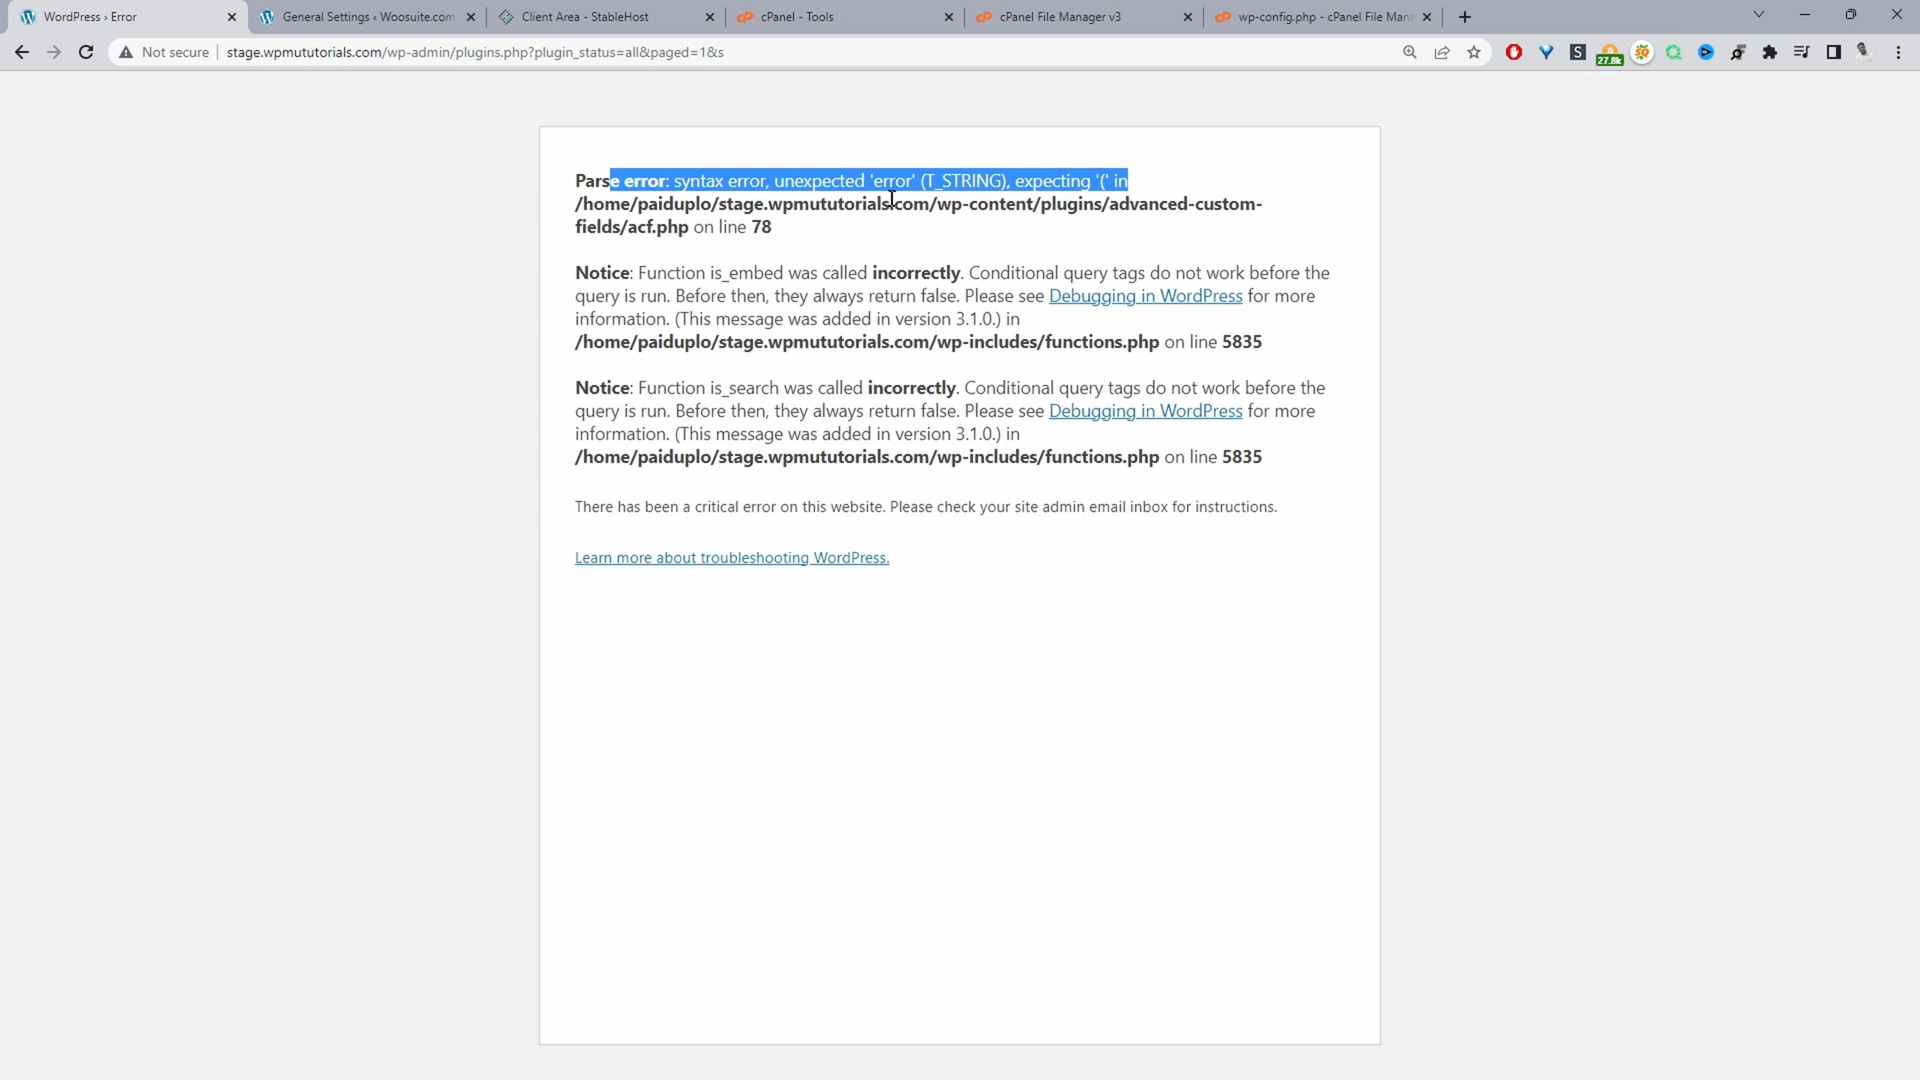 WordPress › Error
General Settings ‹ Woosuite.com
Client Area - StableHost
cPanel - Tools
cPanel File Manager v3
wp-config.php - cPanel File Man
Not secure
stage.wpmututorials.com/wp-admin/plugins.php?plugin_status=all&paged=1&s
27.8k
Parse error: syntax error, unexpected 'error' (T_STRING), expecting '(' in
/home/paiduplo/stage.wpmututorials.com/wp-content/plugins/advanced-custom-
fields/acf.php on line 78
Notice: Function is_embed was called incorrectly. Conditional query tags do not work before the
query is run. Before then, they always return false. Please see Debugging in WordPress for more
information. (This message was added in version 3.1.0.) in
/home/paiduplo/stage.wpmututorials.com/wp-includes/functions.php on line 5835
Notice: Function is_search was called incorrectly. Conditional query tags do not work before the
query is run. Before then, they always return false. Please see Debugging in WordPress for more
information. (This message was added in version 3.1.0.) in
/home/paiduplo/stage.wpmututorials.com/wp-includes/functions.php on line 5835
There has been a critical error on this website. Please check your site admin email inbox for instructions.
Learn more about troubleshooting WordPress.